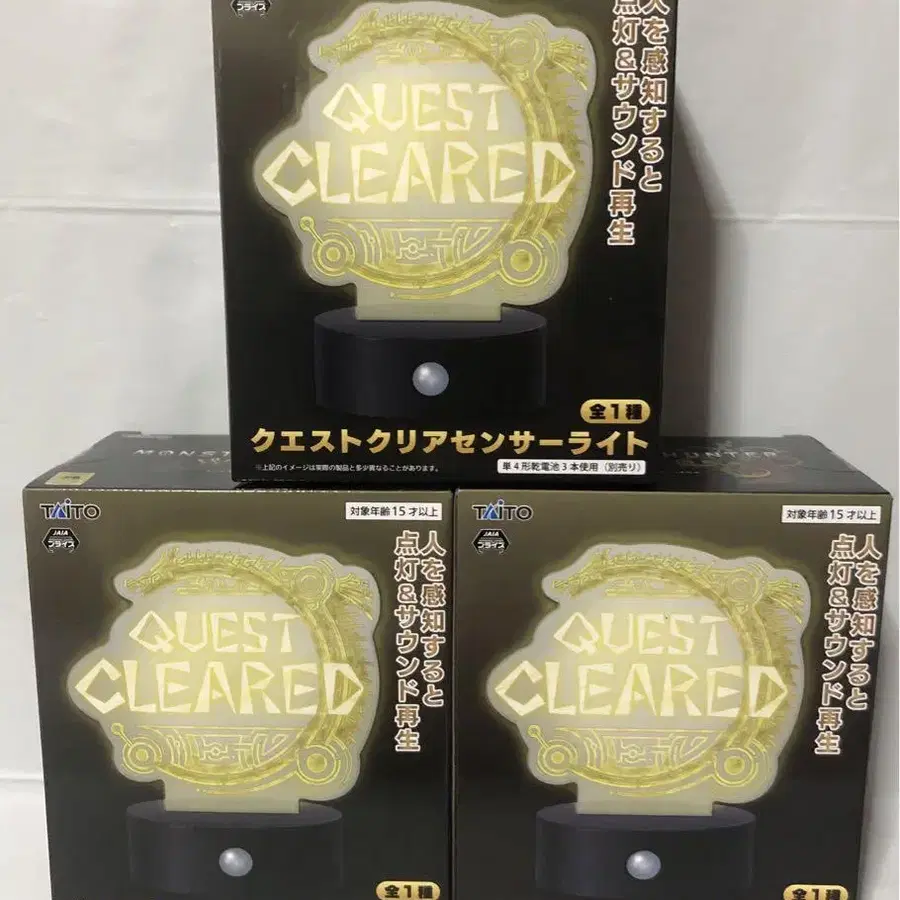 プライズ
人を感知すると
点灯&サウンド再生
QUEST
CLEARED
全1種
クエストクリアセンサーライト
※上記のイメージは実際の製品と多少異なることがあります。
単4形乾電池3本使用(別売り)
MONST
HUNTER
TAITO
対象年齢15才以上
JAIA
プライズ
人を感知すると
点灯&サウンド再生
QUEST
CLEARED
全1種
TAITO
対象年齢15才以上
JAIA
プライズ
人を感知すると
点灯&サウンド再生
QUEST
CLEARED
全1種